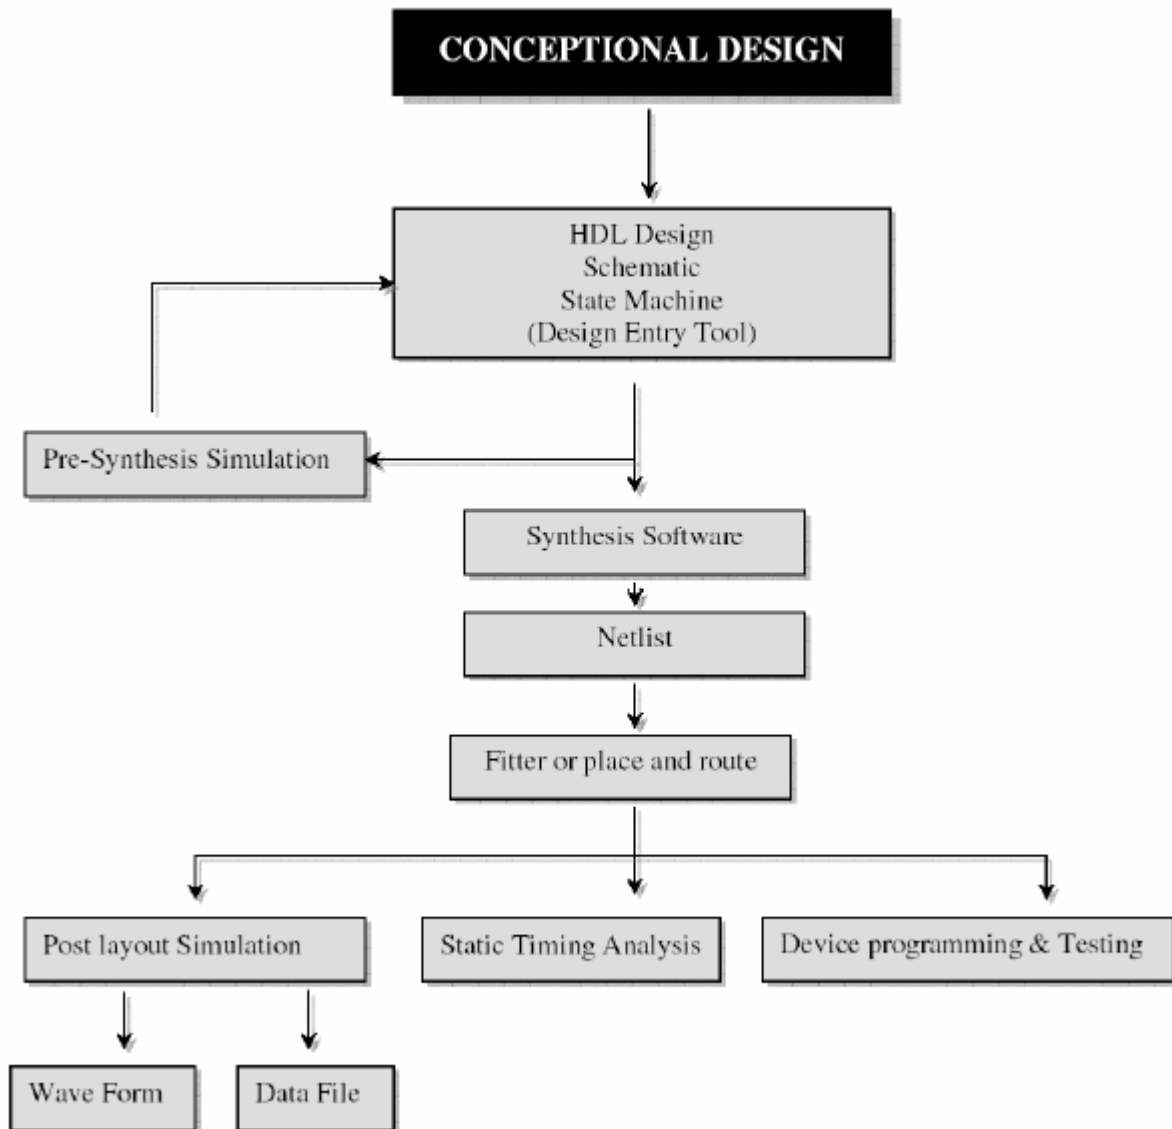 CONCEPTIONAL DESIGN
HDL Design
Schematic
State Machine
(Design Entry Tool)
Pre-Synthesis Simulation
Synthesis Software
Netlist
Fitter or place and route
Post layout Simulation
Static Timing Analysis
Device programming & Testing
Wave Form
Data File